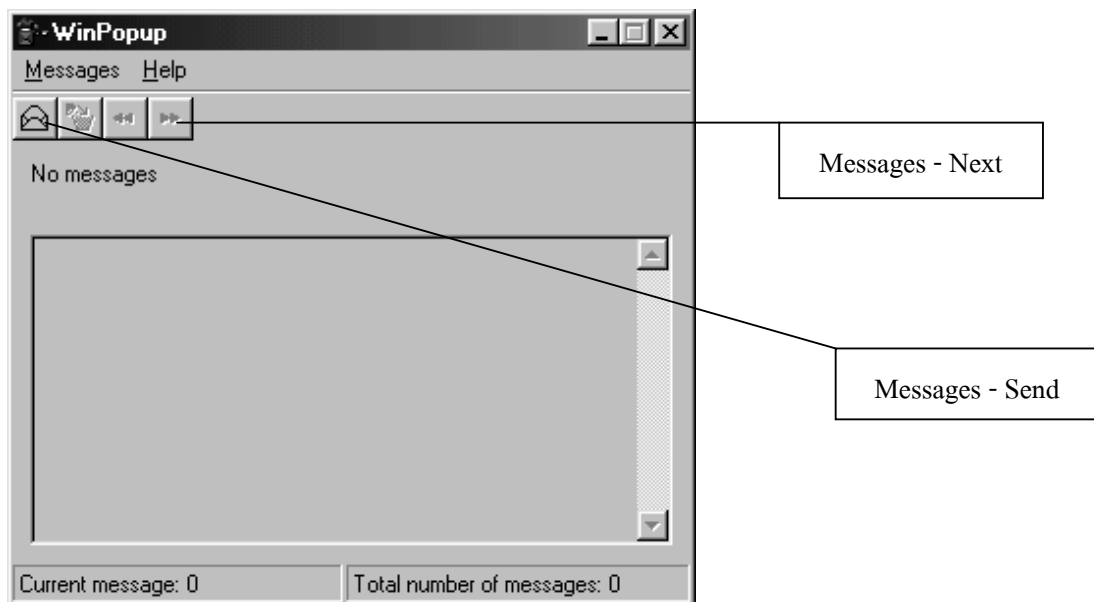 WinPopup
Messages Help
No messages
Messages - Next
Messages - Send
Current message: 0 Total number of messages: 0